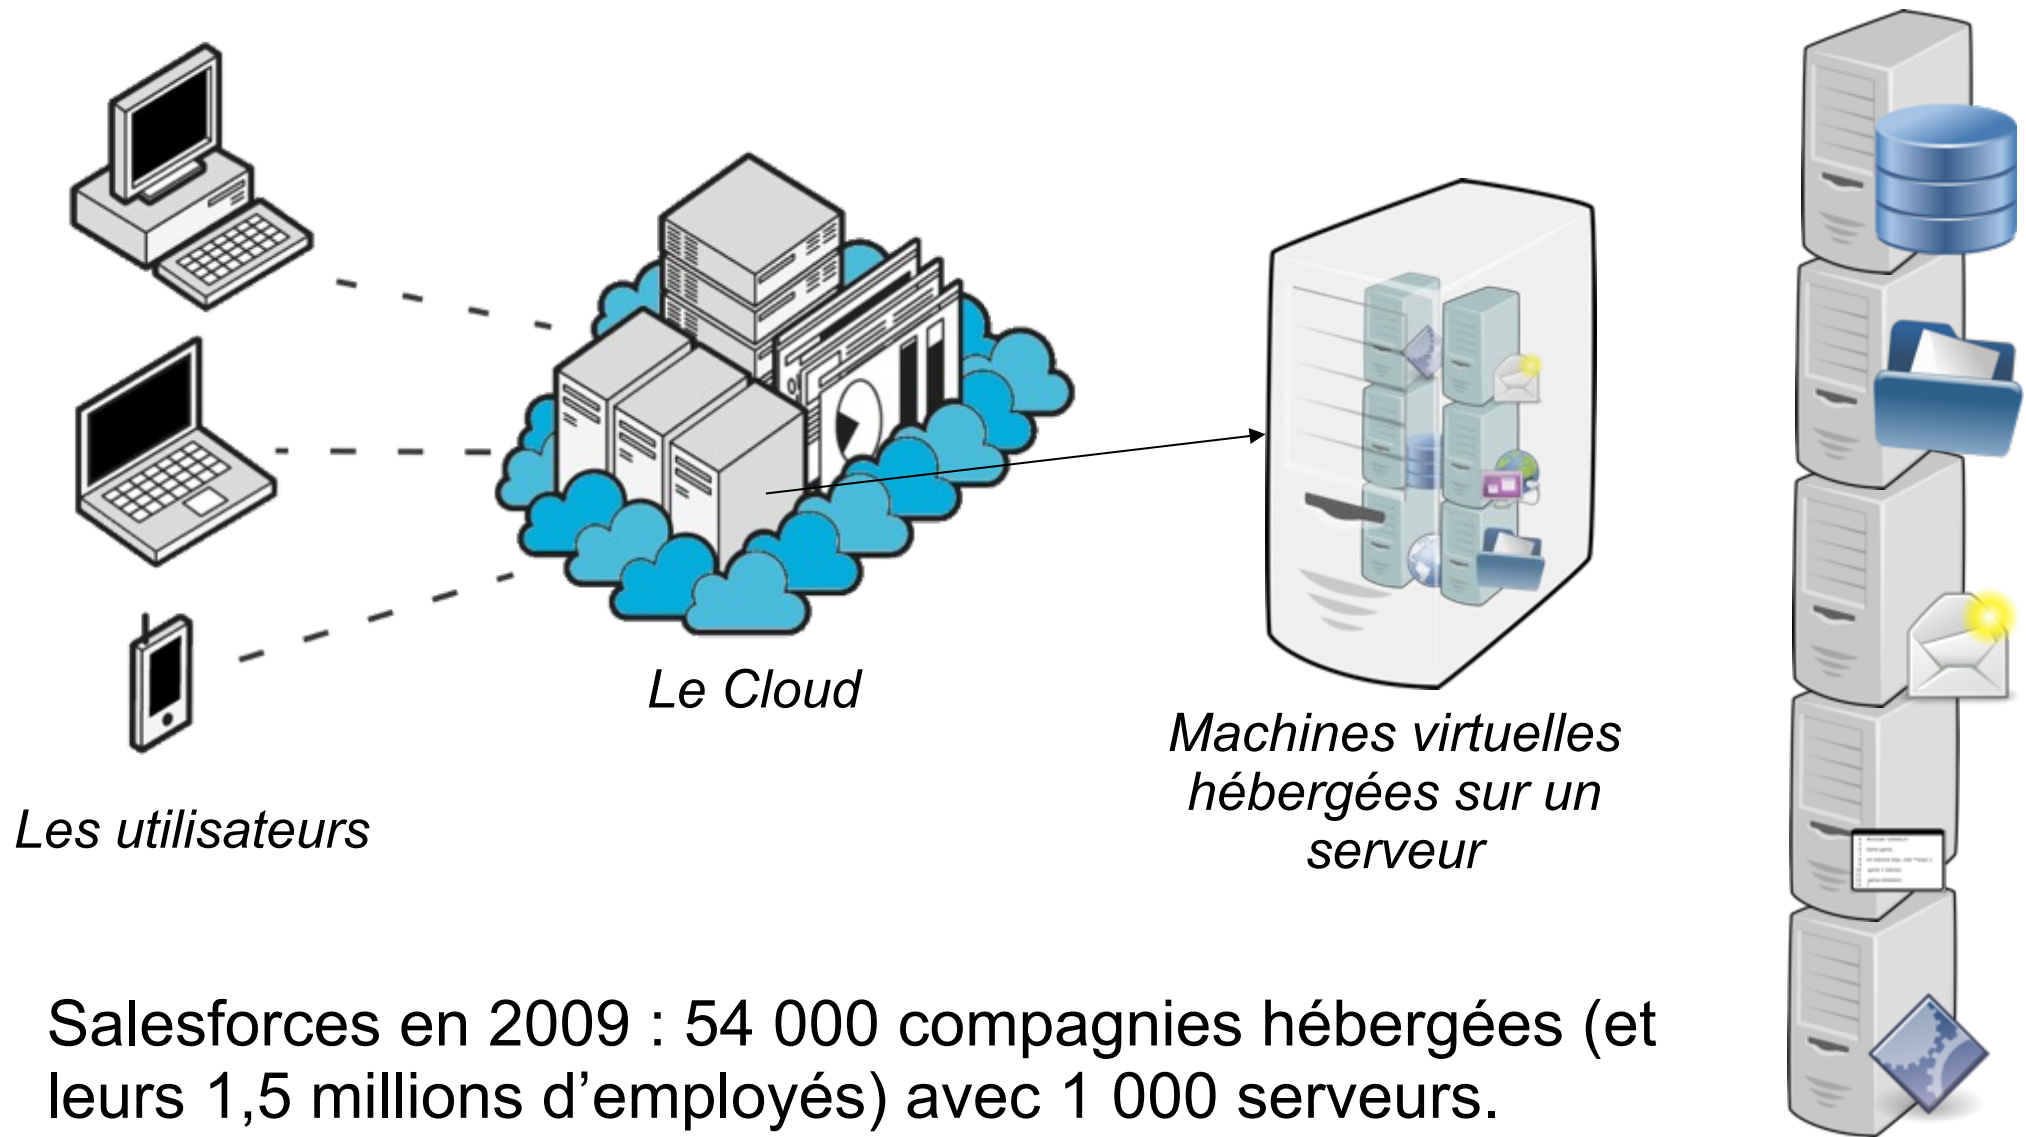 Le Cloud
Machines virtuelles
hébergées sur un
serveur
Les utilisateurs
Salesforces en 2009 : 54 000 compagnies hébergées (et
leurs 1,5 millions d’employés) avec 1 000 serveurs.